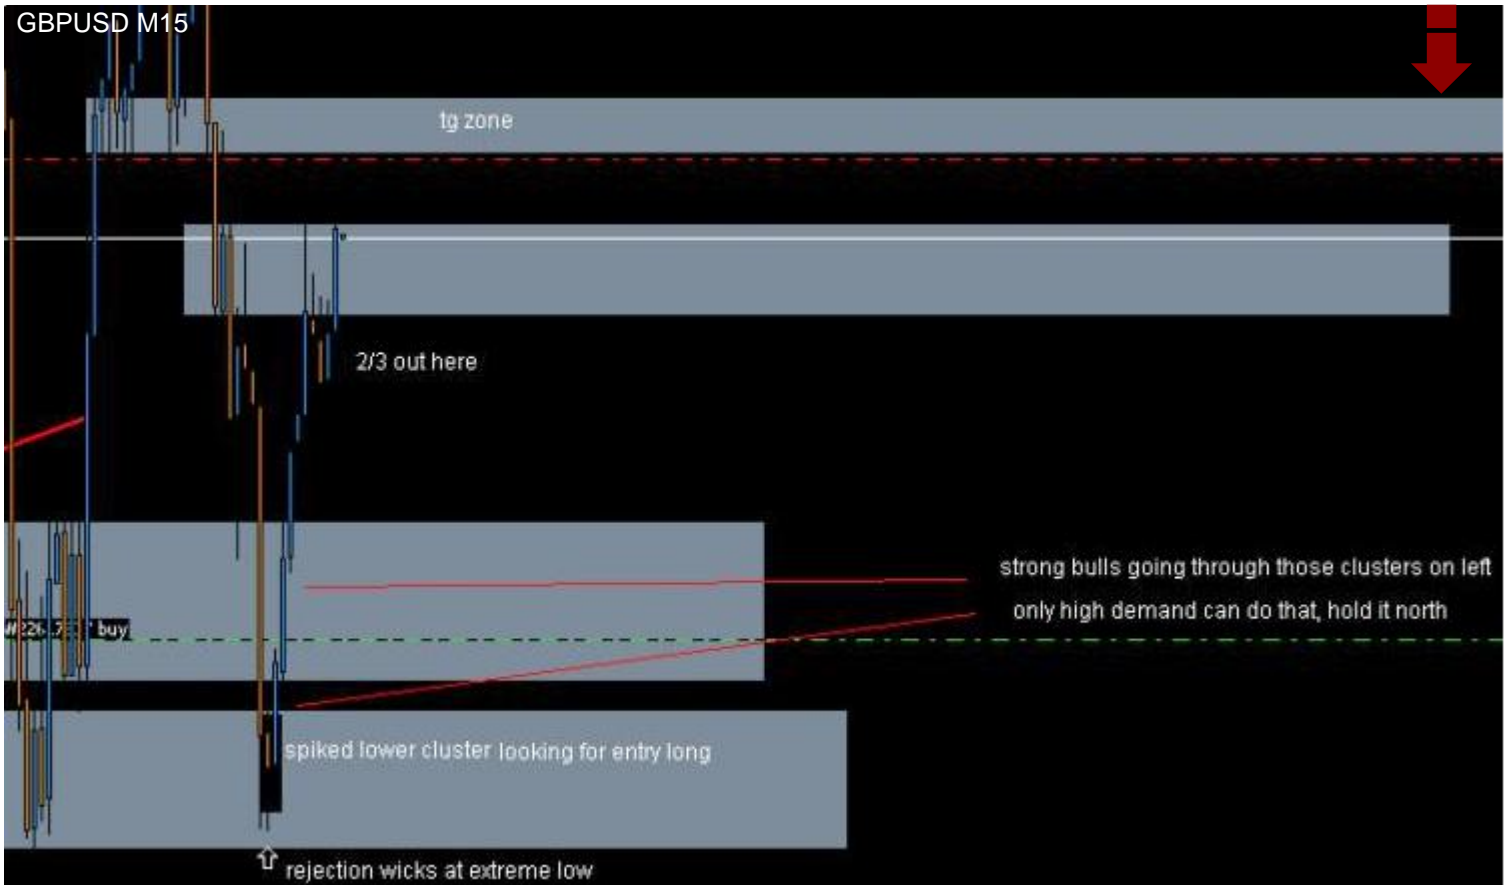 GBPUSD M15
tg zone
2/3 out here
strong bulls going through those clusters on left
only high demand can do that, hold it north
buy
spiked lower cluster looking for entry long
rejection wicks at extreme low